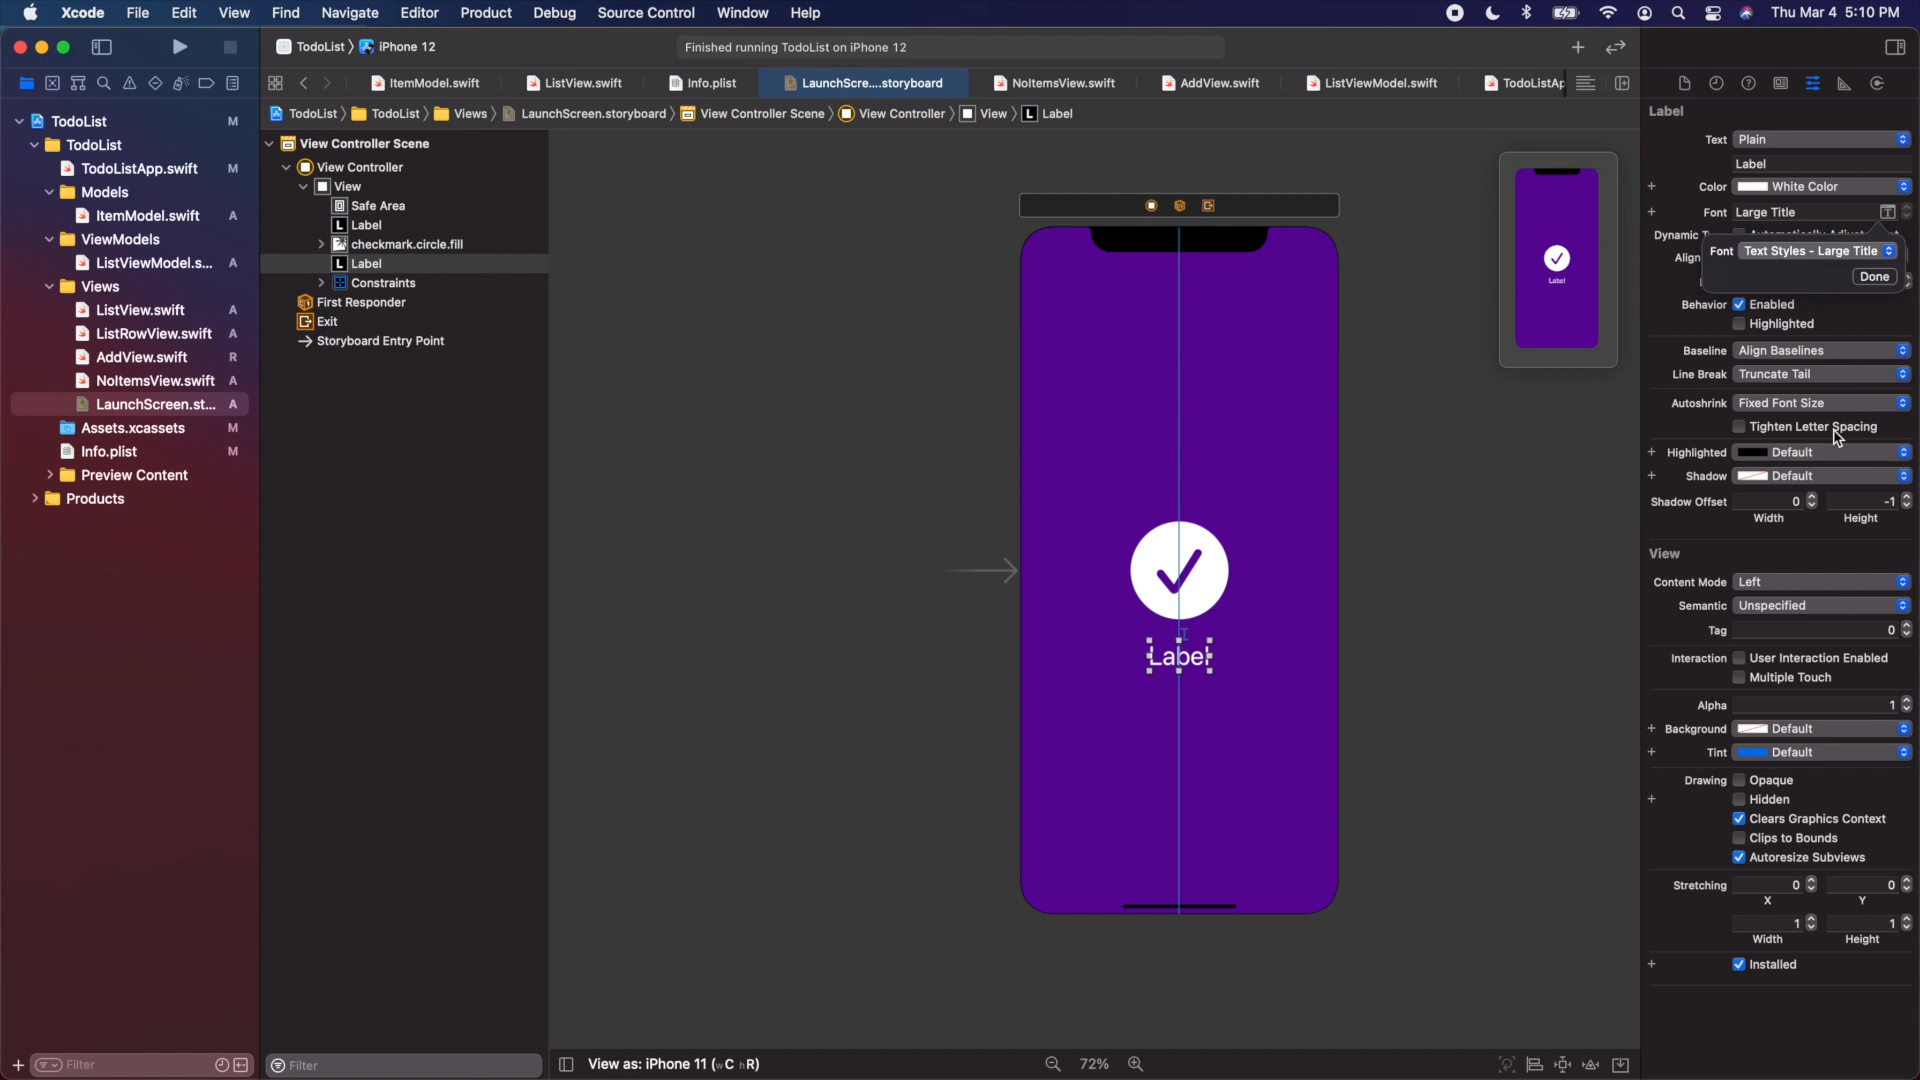 Xcode File Edit View Find Navigate Editor Product Debug Source Control Window Help Thu Mar 4 5:10 PM
TodoList iPhone 12 Finished running TodoList on iPhone 12
ItemModel.swift ListView.swift Info.plist LaunchScre....storyboard NoItemsView.swift AddView.swift ListViewModel.swift TodoListAp
TodoList TodoList Views LaunchScreen.storyboard View Controller Scene View Controller View L Label
TodoList M
TodoList
TodoListApp.swift M
Models
ItemModel.swift A
ViewModels
ListViewModel.s... A
Views
ListView.swift A
ListRowView.swift A
AddView.swift R
NoItemsView.swift A
LaunchScreen.st... A
Assets.xcassets M
Info.plist M
Preview Content
Products
Filter
View Controller Scene
View Controller
View
Safe Area
L Label
checkmark.circle.fill
L Label
Constraints
First Responder
Exit
Storyboard Entry Point
Filter
Label
Label
View as: iPhone 11 (wC hR)
72%
Label
Text Plain
Label
Color White Color
Font Large Title T
Dynamic
Font Text Styles - Large Title
Align
Done
Behavior Enabled
Highlighted
Baseline Align Baselines
Line Break Truncate Tail
Autoshrink Fixed Font Size
Tighten Letter Spacing
Highlighted Default
Shadow Default
Shadow Offset 0 -1
Width Height
View
Content Mode Left
Semantic Unspecified
Tag 0
Interaction User Interaction Enabled
Multiple Touch
Alpha 1
Background Default
Tint Default
Drawing Opaque
Hidden
Clears Graphics Context
Clips to Bounds
Autoresize Subviews
Stretching 0 0
X Y
1 1
Width Height
Installed